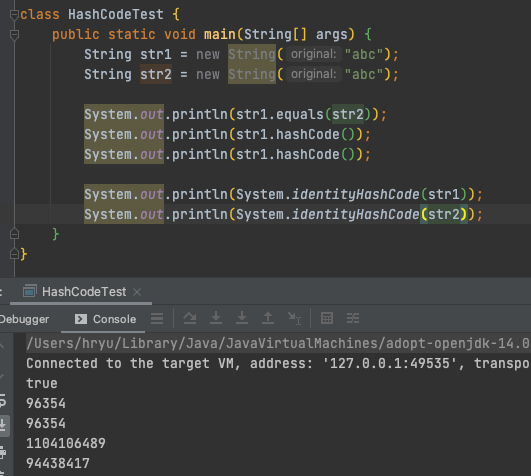 class HashCodeTest {
public static void main(String[] args) {
String str1 = new String( original: "abc");
String str2 = new String( original: "abc");
System.out.println(str1.equals(str2));
System.out.println(str1.hashCode());
System.out.println(str1.hashCode());
System.out.println(System.identityHashCode(str1));
System.out.println(System.identityHashCode(str2));
}
}
: HashCodeTest ×
Debugger Console
/Users/hryu/Library/Java/JavaVirtualMachines/adopt-openjdk-14.0
Connected to the target VM, address: '127.0.0.1:49535', transpo
true
96354
96354
1104106489
94438417